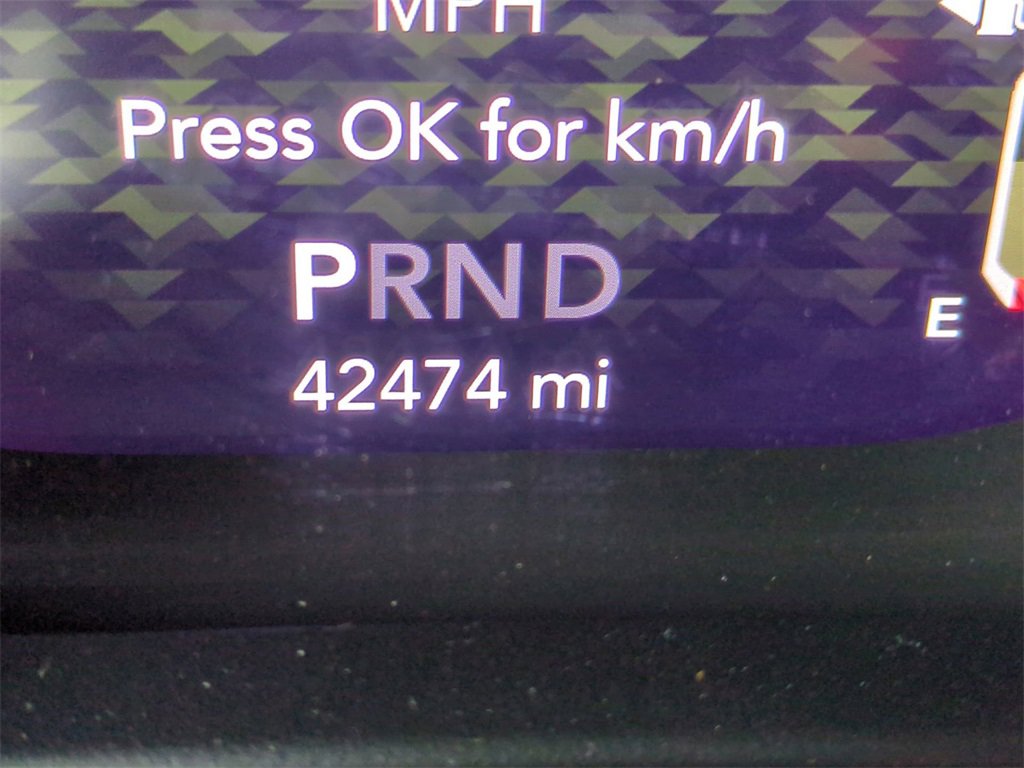 MPH
Press OK for km/h
PRND
E
42474 mi